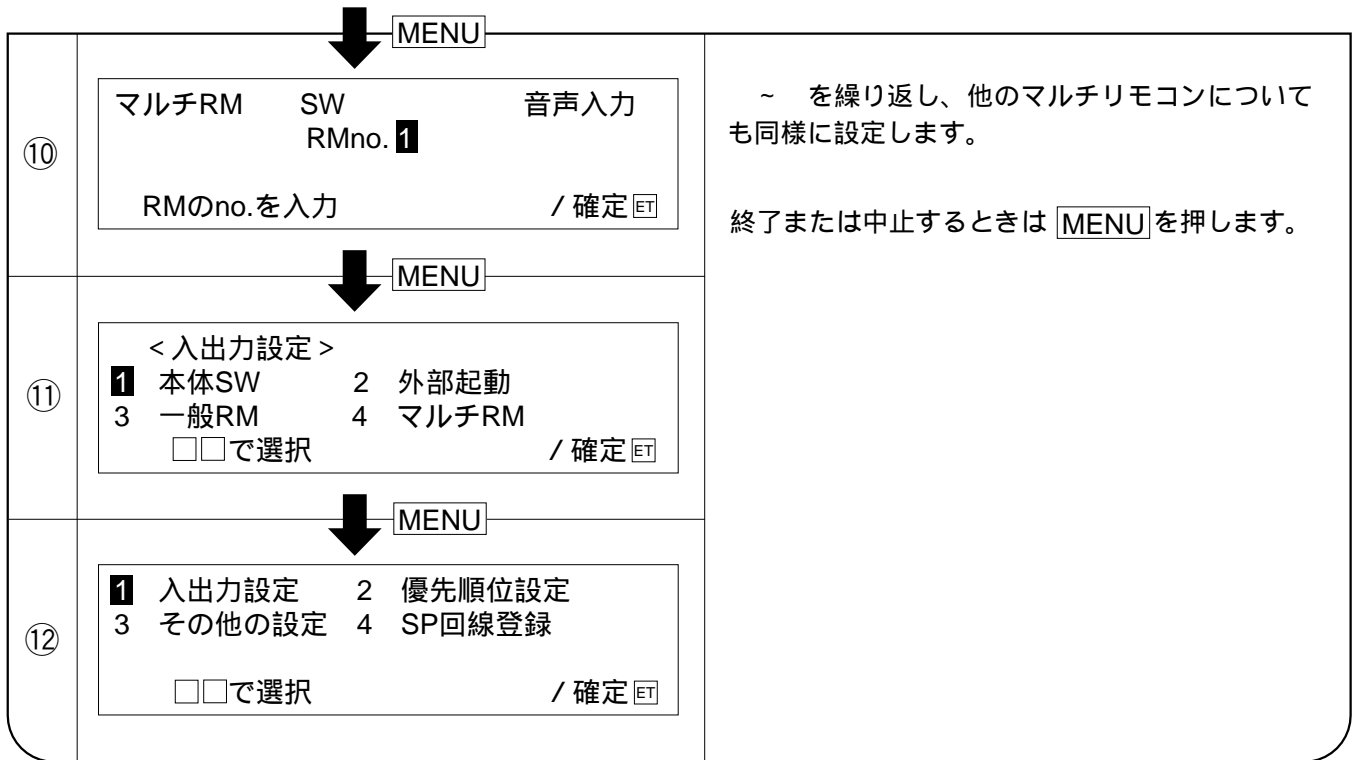 MENU
⑩
マルチRM SW 音声入力
RMno. 1
RMのno.を入力 / 確定 ET
~ を繰り返し、他のマルチリモコンについて
も同様に設定します。
終了または中止するときは MENU を押します。
MENU
⑪
<入出力設定>
1 本体SW 2 外部起動
3 一般RM 4 マルチRM
□□で選択 / 確定 ET
MENU
⑫
1 入出力設定 2 優先順位設定
3 その他の設定 4 SP回線登録
□□で選択 / 確定 ET